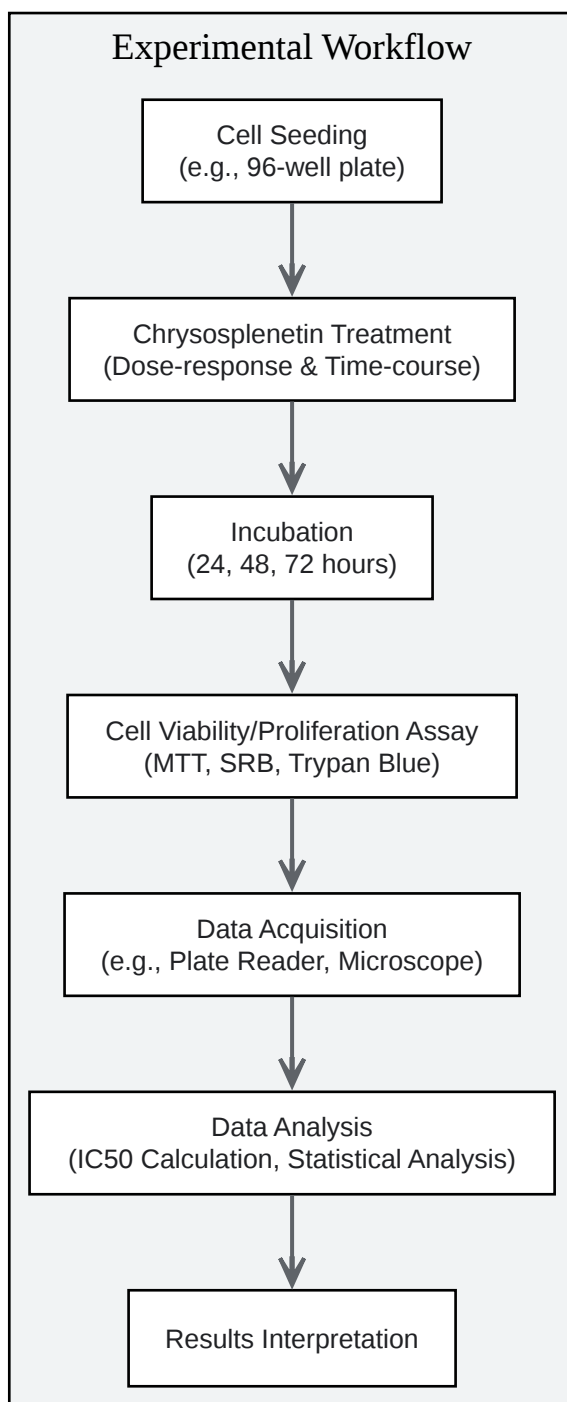 Experimental Workflow
Cell Seeding
(e.g., 96-well plate)
Chrysosplenetin Treatment
(Dose-response & Time-course)
Incubation
(24, 48, 72 hours)
Cell Viability/Proliferation Assay
(MTT, SRB, Trypan Blue)
Data Acquisition
(e.g., Plate Reader, Microscope)
Data Analysis
(IC50 Calculation, Statistical Analysis)
Results Interpretation